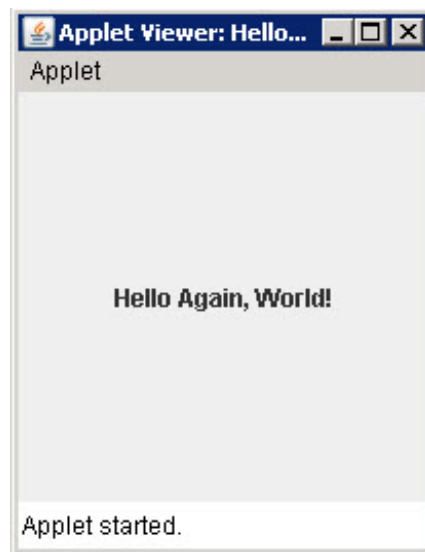 Applet Viewer: Hello...
Applet
Hello Again, World!
Applet started.